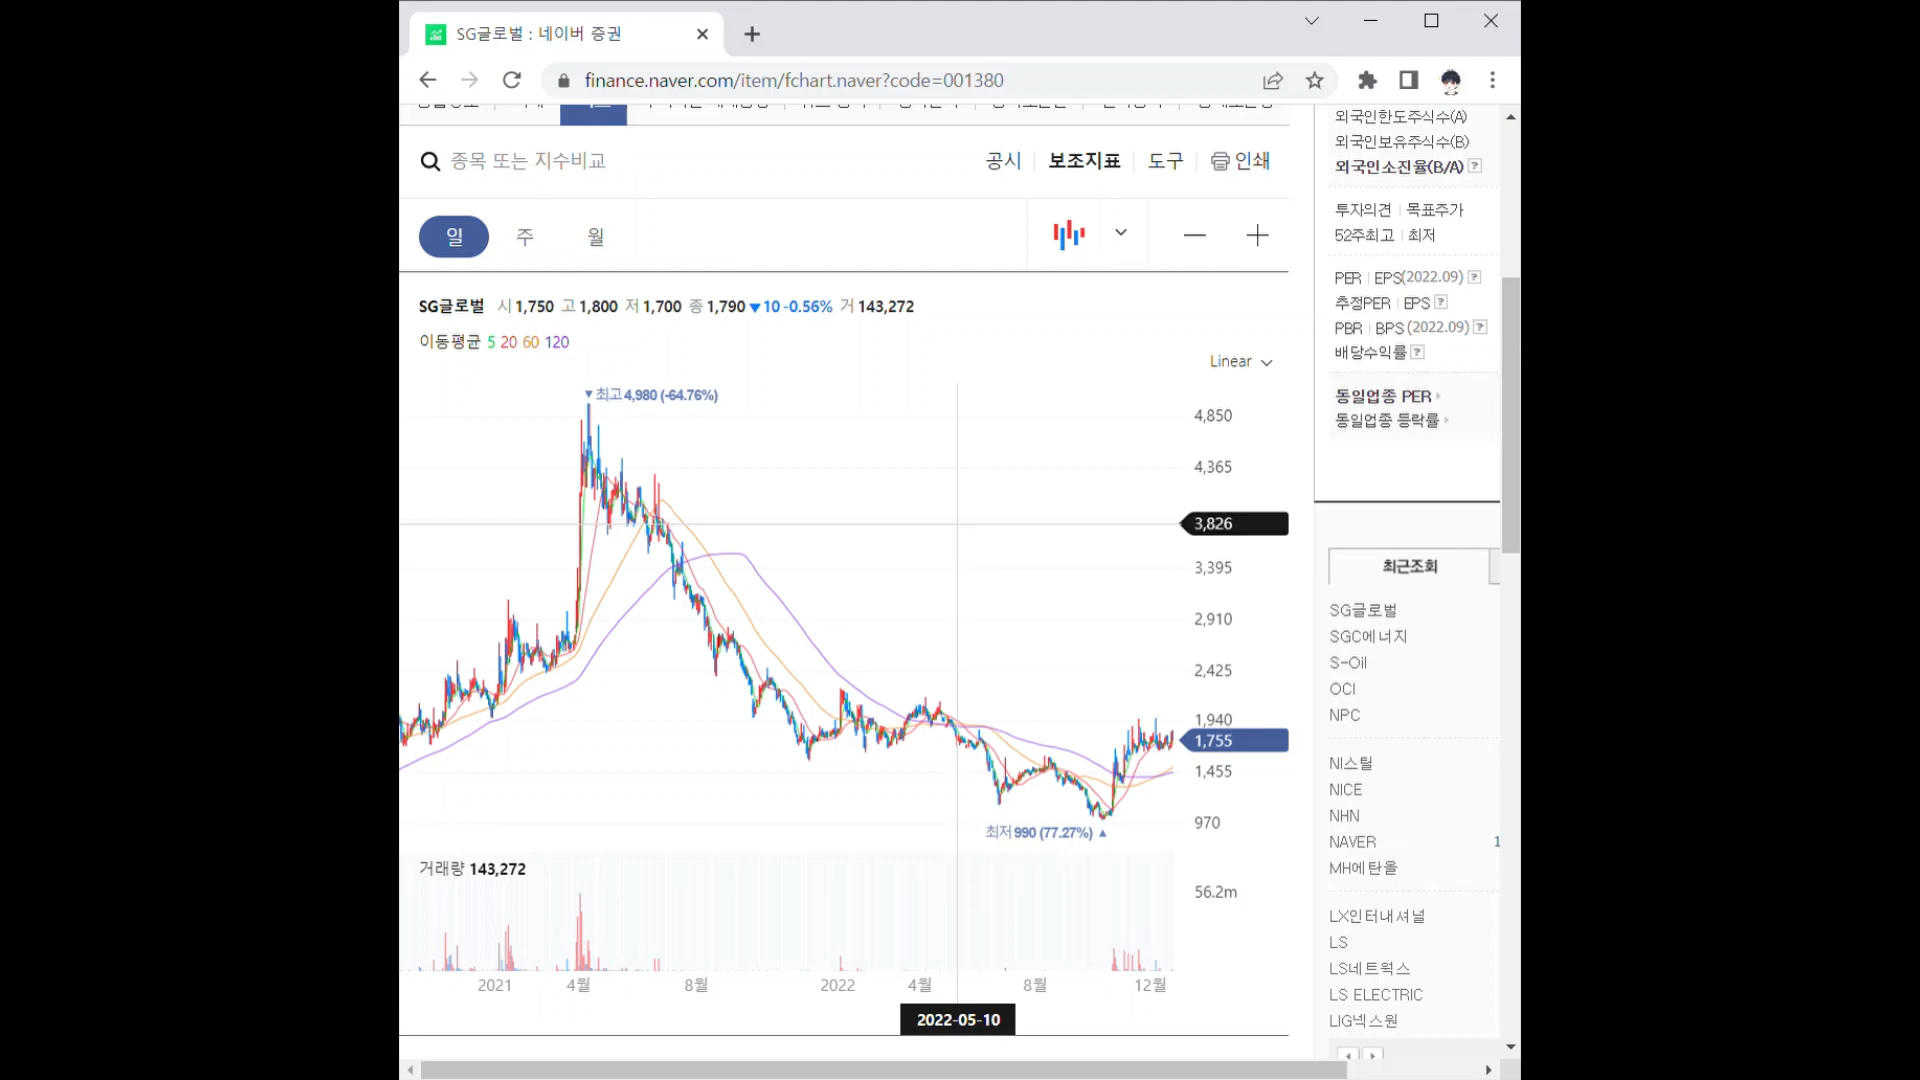 SG글로벌 : 네이버 증권
finance.naver.com/item/fchart.naver?code=001380
종목 또는 지수비교
공시 보조지표 도구 인쇄
일 주 월
SG글로벌 시 1,750 고 1,800 저 1,700 종 1,790 ▼10 -0.56% 거 143,272
이동평균 5 20 60 120
Linear
▼최고 4,980 (-64.76%)
4,850
4,365
3,826
3,395
2,910
2,425
1,940
1,755
1,455
970
최저 990 (77.27%) ▲
거래량 143,272
56.2m
2021 4월 8월 2022 4월 8월 12월
2022-05-10
외국인한도주식수(A)
외국인보유주식수(B)
외국인소진율(B/A) ?
투자의견 | 목표주가
52주최고 | 최저
PER | EPS(2022.09) ?
추정PER | EPS ?
PBR | BPS (2022.09) ?
배당수익률 ?
동일업종 PER
동일업종 등락률
최근조회
SG글로벌
SGC에너지
S-Oil
OCI
NPC
NI스틸
NICE
NHN
NAVER 1
MH에탄올
LX인터내셔널
LS
LS네트웍스
LS ELECTRIC
LIG넥스원